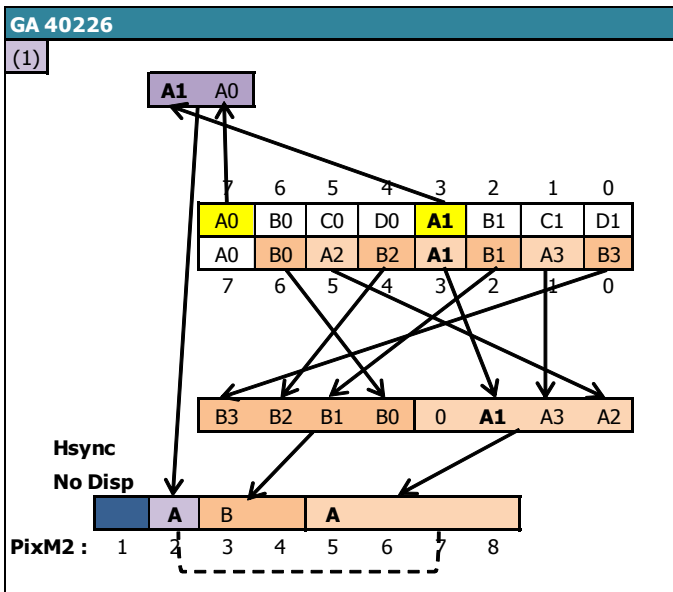 GA 40226
(1)
A1 A0
7 6 5 4 3 2 1 0
A0 B0 C0 D0 A1 B1 C1 D1
A0 B0 A2 B2 A1 B1 A3 B3
7 6 5 4 3 2 1 0
B3 B2 B1 B0 0 A1 A3 A2
Hsync
No Disp
A B A
PixM2 : 1 2 3 4 5 6 7 8